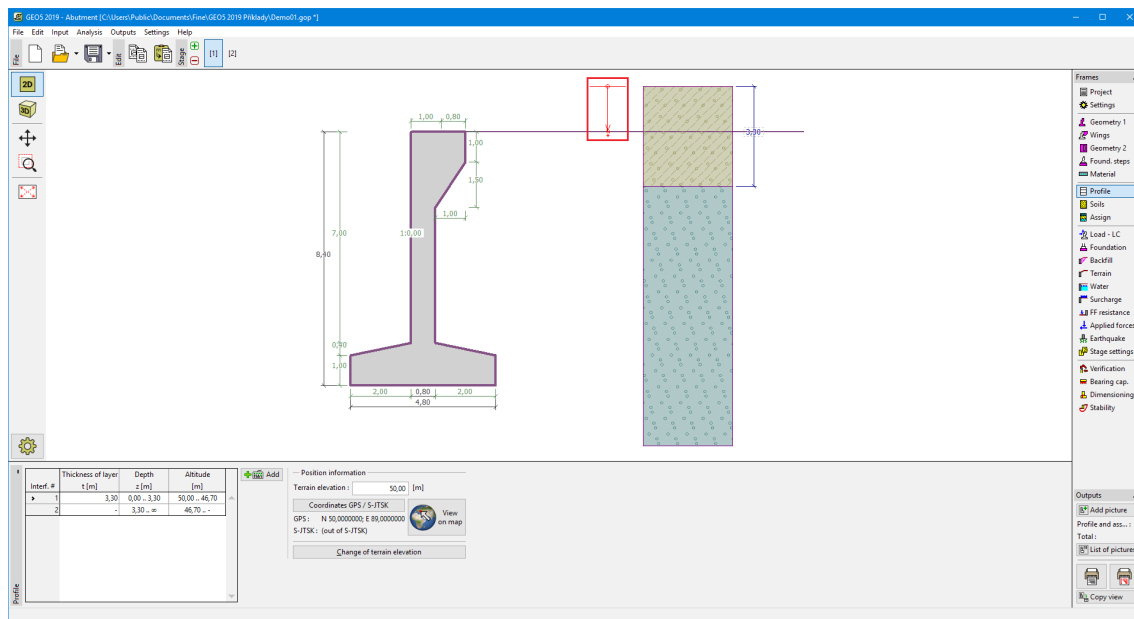 GEO5 2019 - Abutment [C:\Users\Public\Documents\Fine\GEO5 2019 Příklady\Demo01.gop *]
File Edit Input Analysis Outputs Settings Help
File Edit Stage [1] [2]
2D
3D
1,00 0,80
1,00
1,50
1,00
7,00
1:0,00
8,40
0,40
1,00
2,00 0,80 2,00
4,80
3,30
Frames
Project
Settings
Geometry 1
Wings
Geometry 2
Found. steps
Material
Profile
Soils
Assign
Load - LC
Foundation
Backfill
Terrain
Water
Surcharge
FF resistance
Applied forces
Earthquake
Stage settings
Verification
Bearing cap.
Dimensioning
Stability
Profile
Interf. # Thickness of layer t [m] Depth z [m] Altitude [m]
1 3,30 0,00 .. 3,30 50,00 .. 46,70
2 - 3,30 .. ∞ 46,70 .. -
Add
Position information
Terrain elevation : 50,00 [m]
Coordinates GPS / S-JTSK
GPS : N 50,0000000; E 89,0000000
S-JTSK : (out of S-JTSK)
View on map
Change of terrain elevation
Outputs
Add picture
Profile and ass... :
Total :
List of pictures
Copy view